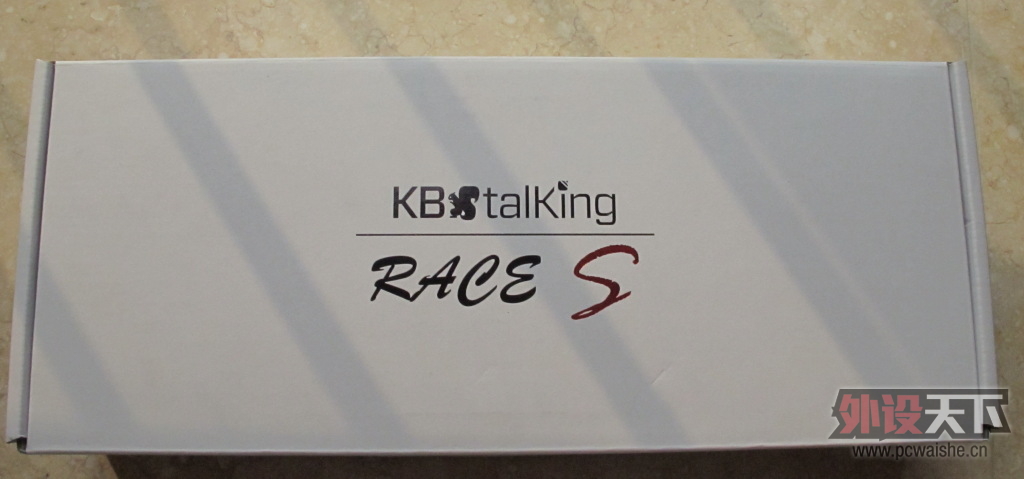 KBtalKing
RACE S
外设天下
www.pcwaishe.cn